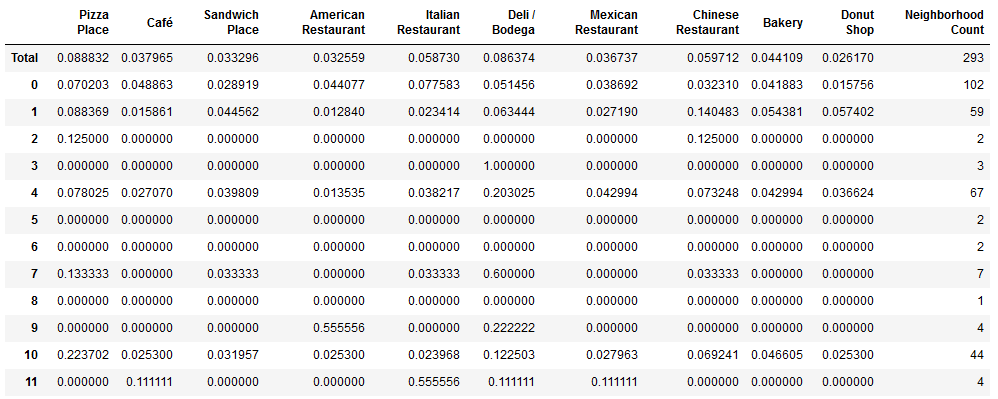 Pizza Place Café Sandwich Place American Restaurant Italian Restaurant Deli / Bodega Mexican Restaurant Chinese Restaurant Bakery Donut Shop Neighborhood Count
Total 0.088832 0.037965 0.033296 0.032559 0.058730 0.086374 0.036737 0.059712 0.044109 0.026170 293
0 0.070203 0.048863 0.028919 0.044077 0.077583 0.051456 0.038692 0.032310 0.041883 0.015756 102
1 0.088369 0.015861 0.044562 0.012840 0.023414 0.063444 0.027190 0.140483 0.054381 0.057402 59
2 0.125000 0.000000 0.000000 0.000000 0.000000 0.000000 0.000000 0.125000 0.000000 0.000000 2
3 0.000000 0.000000 0.000000 0.000000 0.000000 1.000000 0.000000 0.000000 0.000000 0.000000 3
4 0.078025 0.027070 0.039809 0.013535 0.038217 0.203025 0.042994 0.073248 0.042994 0.036624 67
5 0.000000 0.000000 0.000000 0.000000 0.000000 0.000000 0.000000 0.000000 0.000000 0.000000 2
6 0.000000 0.000000 0.000000 0.000000 0.000000 0.000000 0.000000 0.000000 0.000000 0.000000 2
7 0.133333 0.000000 0.033333 0.000000 0.033333 0.600000 0.000000 0.033333 0.000000 0.000000 7
8 0.000000 0.000000 0.000000 0.000000 0.000000 0.000000 0.000000 0.000000 0.000000 0.000000 1
9 0.000000 0.000000 0.000000 0.555556 0.000000 0.222222 0.000000 0.000000 0.000000 0.000000 4
10 0.223702 0.025300 0.031957 0.025300 0.023968 0.122503 0.027963 0.069241 0.046605 0.025300 44
11 0.000000 0.111111 0.000000 0.000000 0.555556 0.111111 0.111111 0.000000 0.000000 0.000000 4